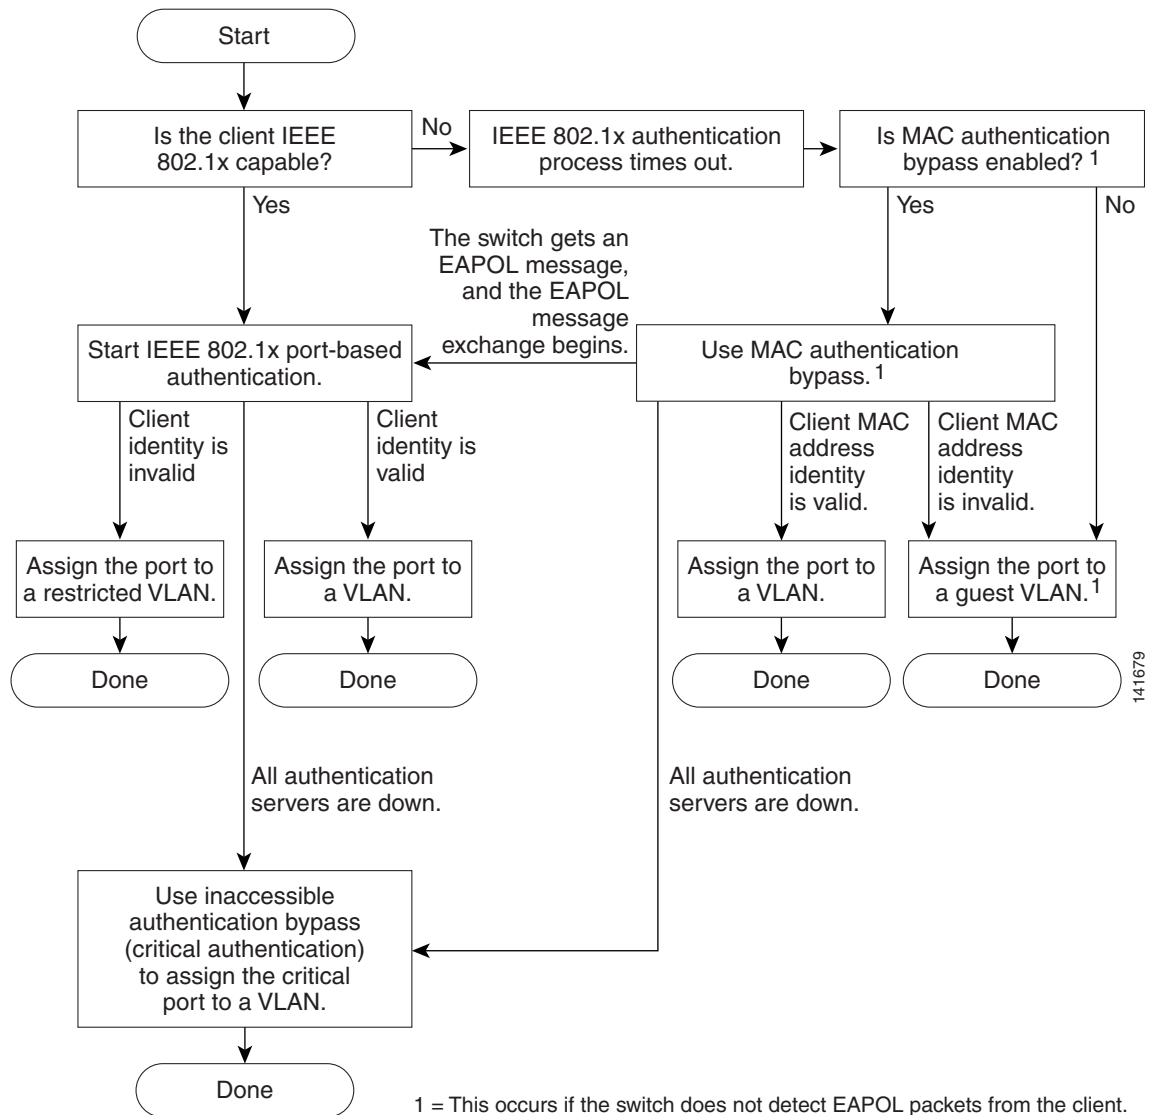 Start
Is the client IEEE
802.1x capable?
No
IEEE 802.1x authentication
process times out.
Is MAC authentication
bypass enabled? 1
Yes
Yes
No
The switch gets an
EAPOL message,
and the EAPOL
message
exchange begins.
Start IEEE 802.1x port-based
authentication.
Use MAC authentication
bypass. 1
Client
identity is
invalid
Client
identity is
valid
Client MAC
address
identity
is valid.
Client MAC
address
identity
is invalid.
Assign the port to
a restricted VLAN.
Assign the port to
a VLAN.
Assign the port to
a VLAN.
Assign the port to
a guest VLAN. 1
Done
Done
Done
Done
141679
All authentication
servers are down.
All authentication
servers are down.
Use inaccessible
authentication bypass
(critical authentication)
to assign the critical
port to a VLAN.
Done
1 = This occurs if the switch does not detect EAPOL packets from the client.